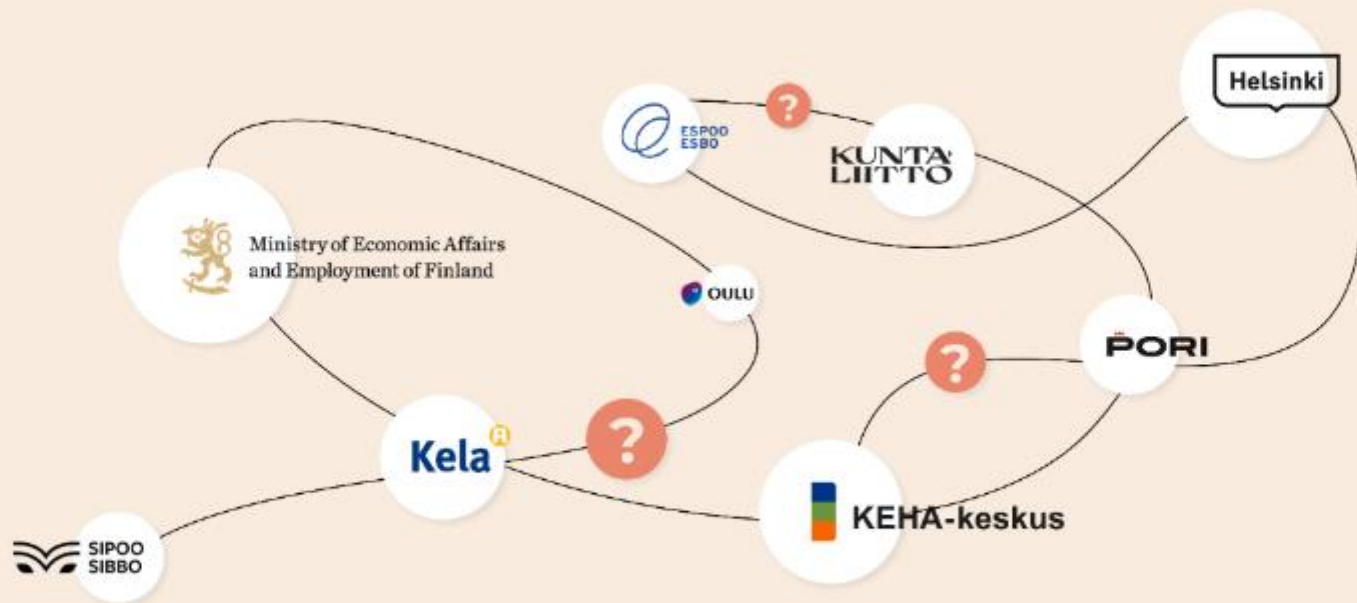 Helsinki
ESPOO
ESBO
?
KUNTA
LIITTO
Ministry of Economic Affairs
and Employment of Finland
OULU
PORI
?
?
Kela
KEHA-keskus
SIPOO
SIBBO